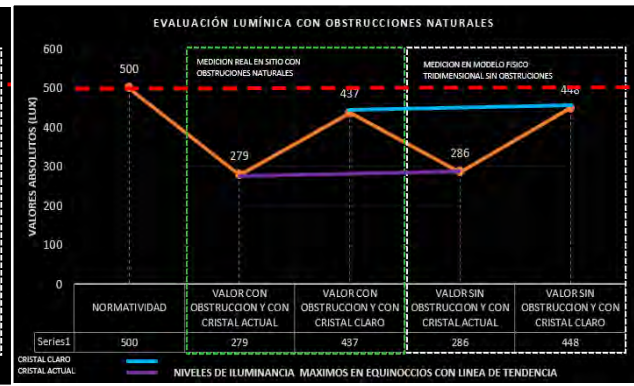 EVALUACIÓN LUMÍNICA CON OBSTRUCCIONES NATURALES
600
500
400
300
200
100
0
VALORES ABSOLUTOS (LUX)
MEDICION REAL EN SITIO CON
OBSTRUCIONES NATURALES
MEDICION EN MODELO FISICO
TRIDIMENSIONAL SIN OBSTRUCIONES
500
279
437
286
448
NORMATIVIDAD
VALOR CON
OBSTRUCCION Y CON
CRISTAL ACTUAL
VALOR CON
OBSTRUCCION Y CON
CRISTAL CLARO
VALOR SIN
OBSTRUCCION Y CON
CRISTAL ACTUAL
VALOR SIN
OBSTRUCCION Y CON
CRISTAL CLARO
Series1 500 279 437 286 448
CRISTAL CLARO
CRISTAL ACTUAL
NIVELES DE ILUMINANCIA MAXIMOS EN EQUINOCCIOS CON LINEA DE TENDENCIA